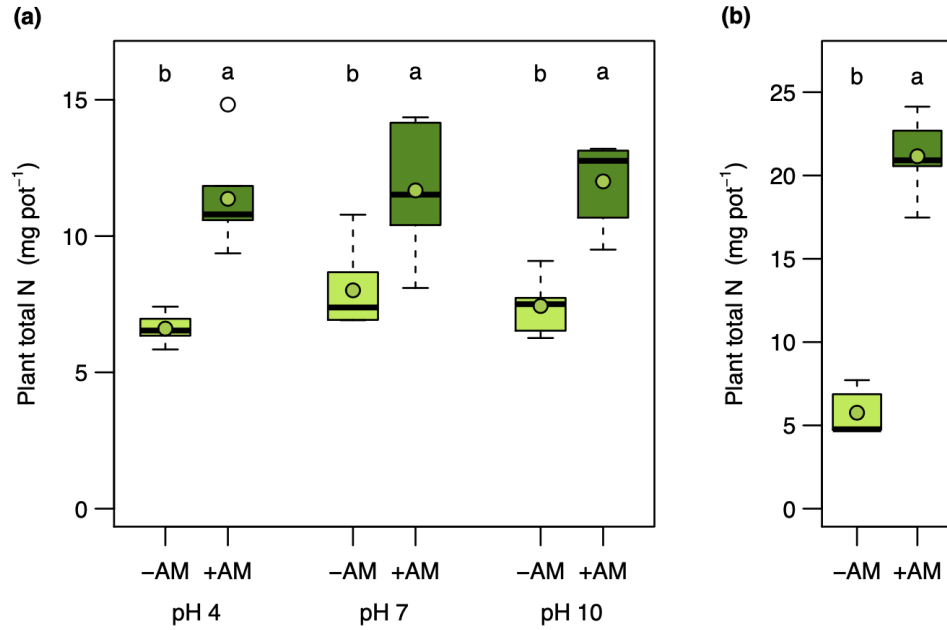 (a)
(b)
b a b a b a
b a
Plant total N (mg pot⁻¹)
15
10
5
0
Plant total N (mg pot⁻¹)
25
20
15
10
5
0
−AM +AM −AM +AM −AM +AM
pH 4 pH 7 pH 10
−AM +AM